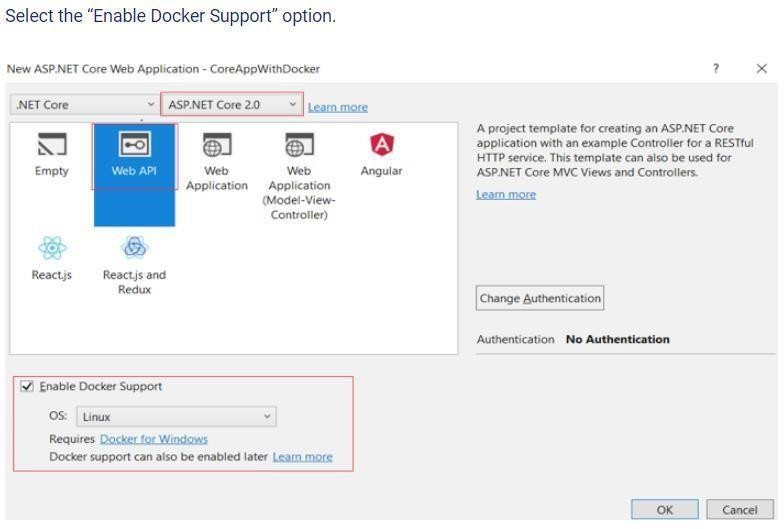 Select the “Enable Docker Support” option.
New ASP.NET Core Web Application - CoreAppWithDocker
? ×
.NET Core
ASP.NET Core 2.0
Learn more
Empty
Web API
Web
Application
Web
Application
(Model-View-
Controller)
Angular
React.js
React.js and
Redux
A project template for creating an ASP.NET Core
application with an example Controller for a RESTful
HTTP service. This template can also be used for
ASP.NET Core MVC Views and Controllers.
Learn more
Change Authentication
Authentication No Authentication
Enable Docker Support
OS: Linux
Requires Docker for Windows
Docker support can also be enabled later Learn more
OK
Cancel